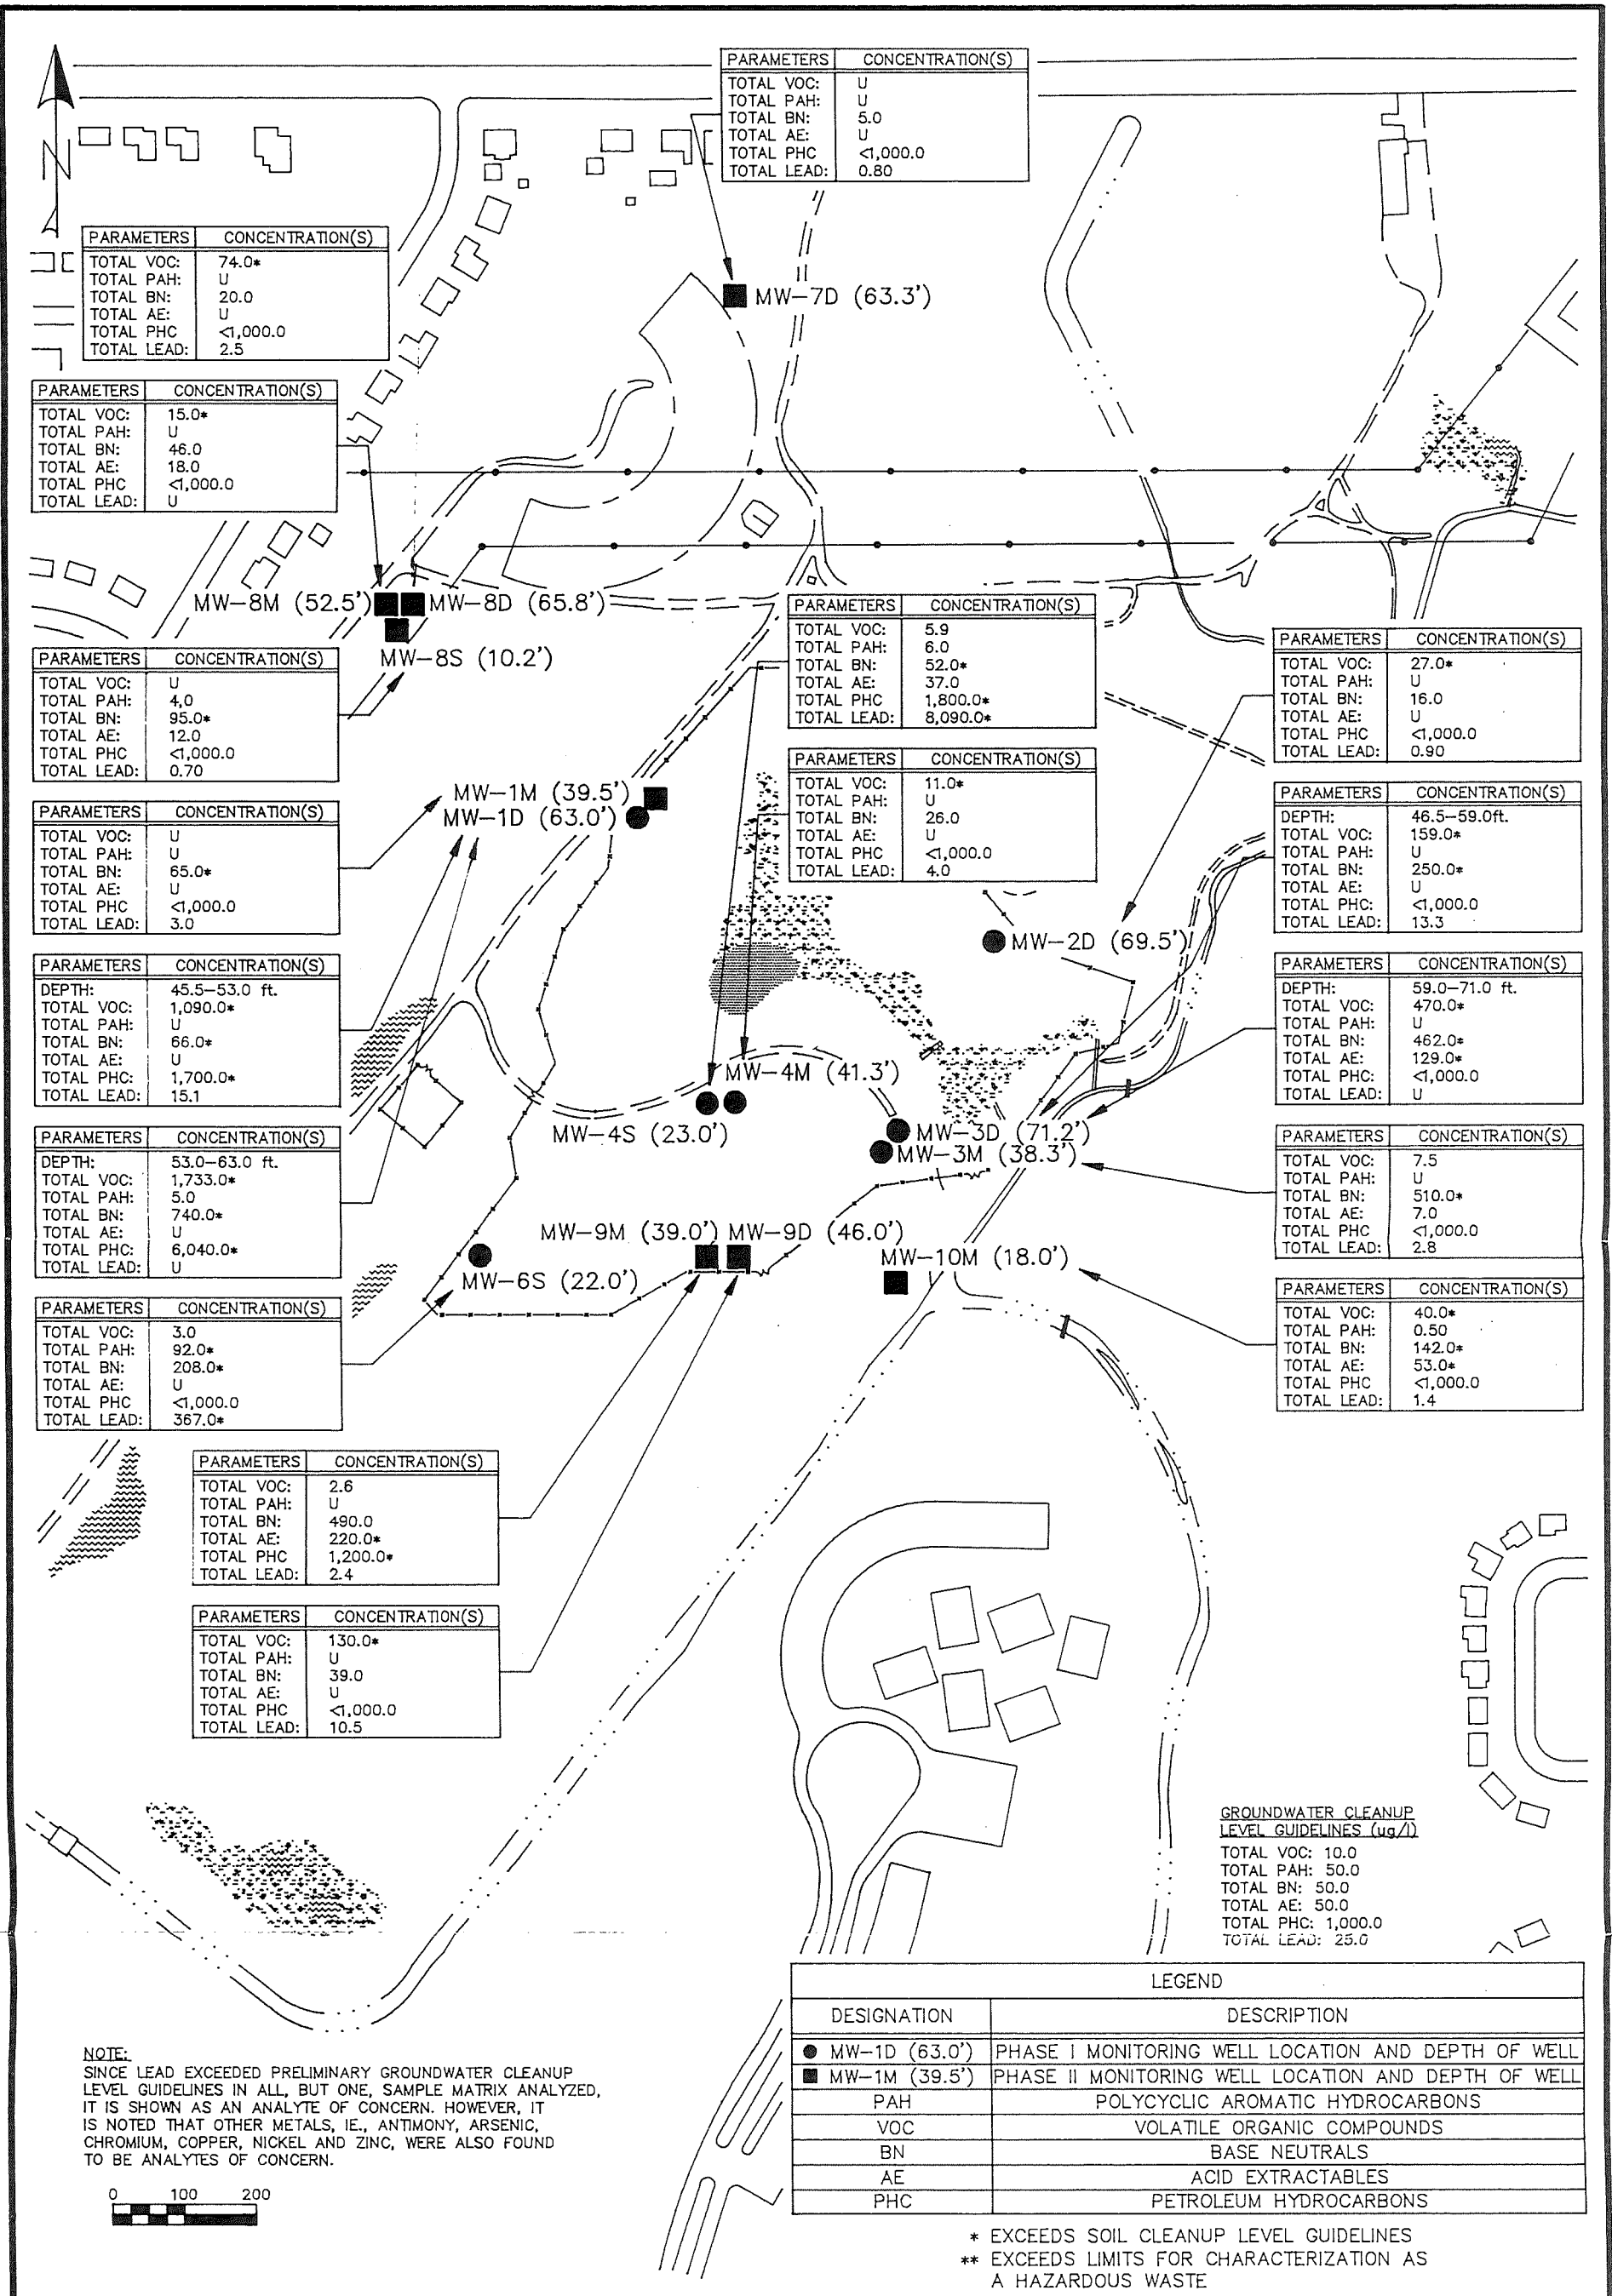 N
PARAMETERS CONCENTRATION(S)
TOTAL VOC: U
TOTAL PAH: U
TOTAL BN: 5.0
TOTAL AE: U
TOTAL PHC <1,000.0
TOTAL LEAD: 0.80
PARAMETERS CONCENTRATION(S)
TOTAL VOC: 74.0*
TOTAL PAH: U
TOTAL BN: 20.0
TOTAL AE: U
TOTAL PHC <1,000.0
TOTAL LEAD: 2.5
MW-7D (63.3')
PARAMETERS CONCENTRATION(S)
TOTAL VOC: 15.0*
TOTAL PAH: U
TOTAL BN: 46.0
TOTAL AE: 18.0
TOTAL PHC <1,000.0
TOTAL LEAD: U
MW-8M (52.5') MW-8D (65.8')
MW-8S (10.2')
PARAMETERS CONCENTRATION(S)
TOTAL VOC: 5.9
TOTAL PAH: 6.0
TOTAL BN: 52.0*
TOTAL AE: 37.0
TOTAL PHC 1,800.0*
TOTAL LEAD: 8,090.0*
PARAMETERS CONCENTRATION(S)
TOTAL VOC: 27.0*
TOTAL PAH: U
TOTAL BN: 16.0
TOTAL AE: U
TOTAL PHC <1,000.0
TOTAL LEAD: 0.90
PARAMETERS CONCENTRATION(S)
TOTAL VOC: U
TOTAL PAH: 4,0
TOTAL BN: 95.0*
TOTAL AE: 12.0
TOTAL PHC <1,000.0
TOTAL LEAD: 0.70
PARAMETERS CONCENTRATION(S)
TOTAL VOC: 11.0*
TOTAL PAH: U
TOTAL BN: 26.0
TOTAL AE: U
TOTAL PHC <1,000.0
TOTAL LEAD: 4.0
MW-1M (39.5')
MW-1D (63.0')
PARAMETERS CONCENTRATION(S)
DEPTH: 46.5-59.0ft.
TOTAL VOC: 159.0*
TOTAL PAH: U
TOTAL BN: 250.0*
TOTAL AE: U
TOTAL PHC: <1,000.0
TOTAL LEAD: 13.3
PARAMETERS CONCENTRATION(S)
TOTAL VOC: U
TOTAL PAH: U
TOTAL BN: 65.0*
TOTAL AE: U
TOTAL PHC <1,000.0
TOTAL LEAD: 3.0
MW-2D (69.5')
PARAMETERS CONCENTRATION(S)
DEPTH: 45.5-53.0 ft.
TOTAL VOC: 1,090.0*
TOTAL PAH: U
TOTAL BN: 66.0*
TOTAL AE: U
TOTAL PHC: 1,700.0*
TOTAL LEAD: 15.1
PARAMETERS CONCENTRATION(S)
DEPTH: 59.0-71.0 ft.
TOTAL VOC: 470.0*
TOTAL PAH: U
TOTAL BN: 462.0*
TOTAL AE: 129.0*
TOTAL PHC: <1,000.0
TOTAL LEAD: U
MW-4M (41.3')
MW-4S (23.0')
MW-3D (71.2')
MW-3M (38.3')
PARAMETERS CONCENTRATION(S)
DEPTH: 53.0-63.0 ft.
TOTAL VOC: 1,733.0*
TOTAL PAH: 5.0
TOTAL BN: 740.0*
TOTAL AE: U
TOTAL PHC: 6,040.0*
TOTAL LEAD: U
PARAMETERS CONCENTRATION(S)
TOTAL VOC: 7.5
TOTAL PAH: U
TOTAL BN: 510.0*
TOTAL AE: 7.0
TOTAL PHC <1,000.0
TOTAL LEAD: 2.8
MW-9M (39.0') MW-9D (46.0')
MW-10M (18.0')
MW-6S (22.0')
PARAMETERS CONCENTRATION(S)
TOTAL VOC: 3.0
TOTAL PAH: 92.0*
TOTAL BN: 208.0*
TOTAL AE: U
TOTAL PHC <1,000.0
TOTAL LEAD: 367.0*
PARAMETERS CONCENTRATION(S)
TOTAL VOC: 40.0*
TOTAL PAH: 0.50
TOTAL BN: 142.0*
TOTAL AE: 53.0*
TOTAL PHC <1,000.0
TOTAL LEAD: 1.4
PARAMETERS CONCENTRATION(S)
TOTAL VOC: 2.6
TOTAL PAH: U
TOTAL BN: 490.0
TOTAL AE: 220.0*
TOTAL PHC 1,200.0*
TOTAL LEAD: 2.4
PARAMETERS CONCENTRATION(S)
TOTAL VOC: 130.0*
TOTAL PAH: U
TOTAL BN: 39.0
TOTAL AE: U
TOTAL PHC <1,000.0
TOTAL LEAD: 10.5
GROUNDWATER CLEANUP
LEVEL GUIDELINES (ug/l)
TOTAL VOC: 10.0
TOTAL PAH: 50.0
TOTAL BN: 50.0
TOTAL AE: 50.0
TOTAL PHC: 1,000.0
TOTAL LEAD: 25.0
LEGEND
DESIGNATION DESCRIPTION
MW-1D (63.0') PHASE I MONITORING WELL LOCATION AND DEPTH OF WELL
MW-1M (39.5') PHASE II MONITORING WELL LOCATION AND DEPTH OF WELL
PAH POLYCYCLIC AROMATIC HYDROCARBONS
VOC VOLATILE ORGANIC COMPOUNDS
BN BASE NEUTRALS
AE ACID EXTRACTABLES
PHC PETROLEUM HYDROCARBONS
* EXCEEDS SOIL CLEANUP LEVEL GUIDELINES
** EXCEEDS LIMITS FOR CHARACTERIZATION AS
A HAZARDOUS WASTE
NOTE:
SINCE LEAD EXCEEDED PRELIMINARY GROUNDWATER CLEANUP
LEVEL GUIDELINES IN ALL, BUT ONE, SAMPLE MATRIX ANALYZED,
IT IS SHOWN AS AN ANALYTE OF CONCERN. HOWEVER, IT
IS NOTED THAT OTHER METALS, IE., ANTIMONY, ARSENIC,
CHROMIUM, COPPER, NICKEL AND ZINC, WERE ALSO FOUND
TO BE ANALYTES OF CONCERN.
0 100 200